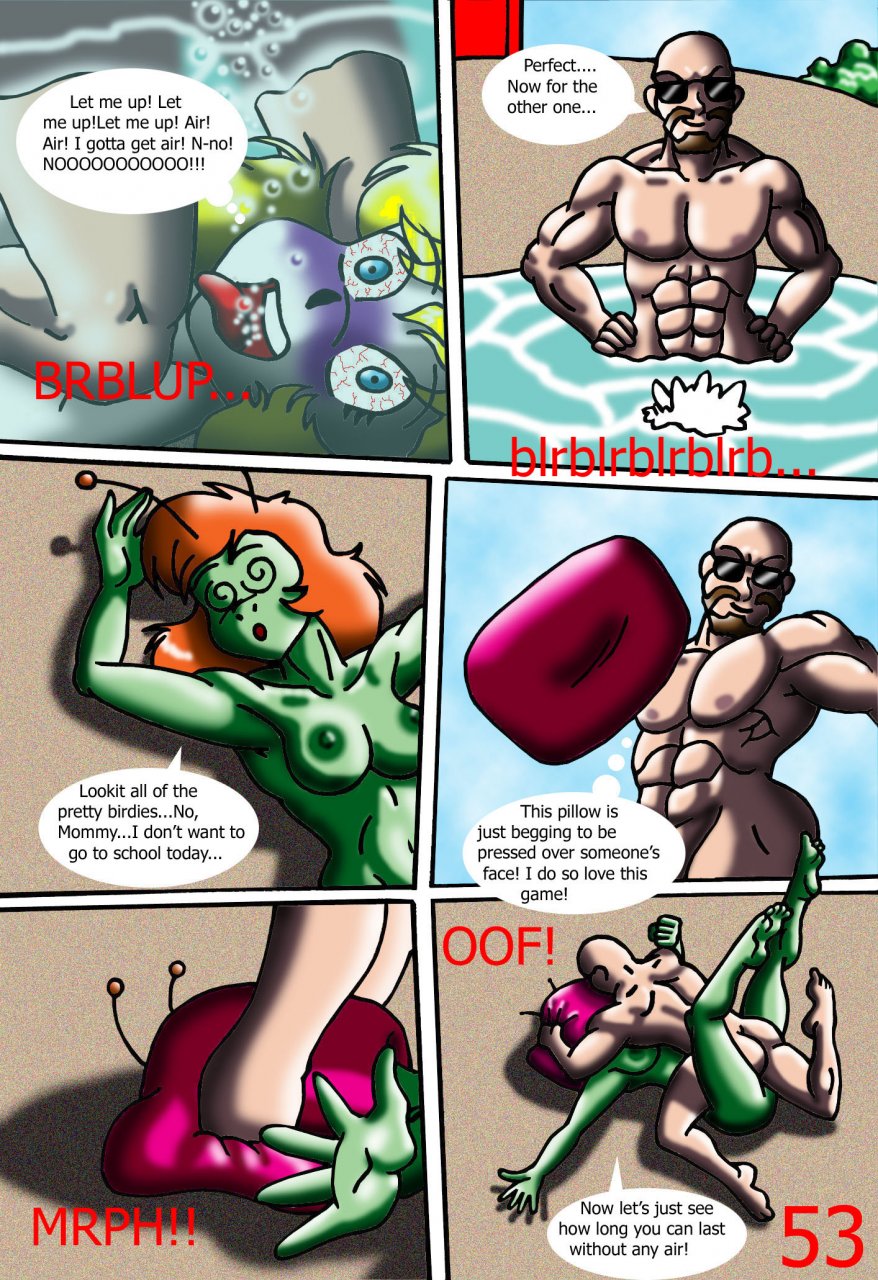 Let me up! Let
me up!Let me up! Air!
Air! I gotta get air! N-no!
NOOOOOOOOOOO!!!
BRBLUP...
Perfect....
Now for the
other one...
blrblrblrblrblrb...
Lookit all of the
pretty birdies...No,
Mommy...I don't want to
go to school today...
This pillow is
just begging to be
pressed over someone's
face! I do so love this
game!
MRPH!!
OOF!
Now let's just see
how long you can last
without any air!
53